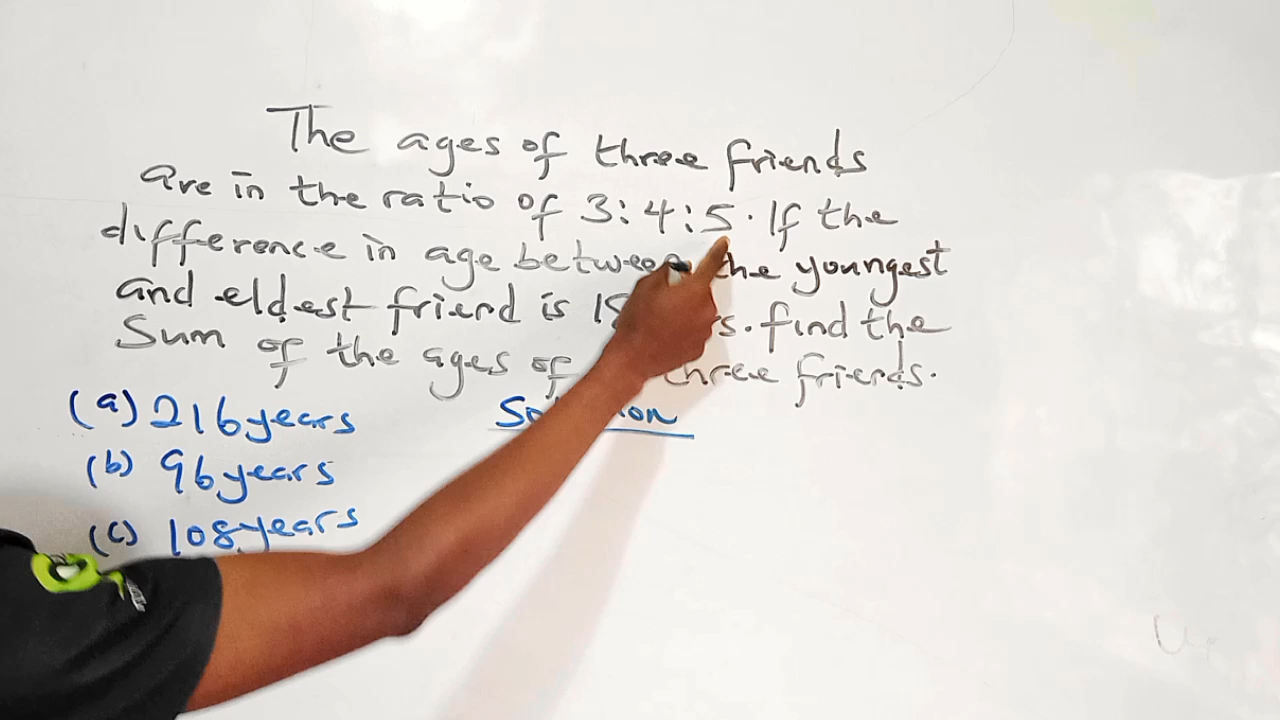 The ages of three friends
are in the ratio of 3:4:5. If the
difference in age between the youngest
and eldest friend is find the
Sum of the ages of three friends.
(a) 216 years
(b) 96 years
(c) 108 years